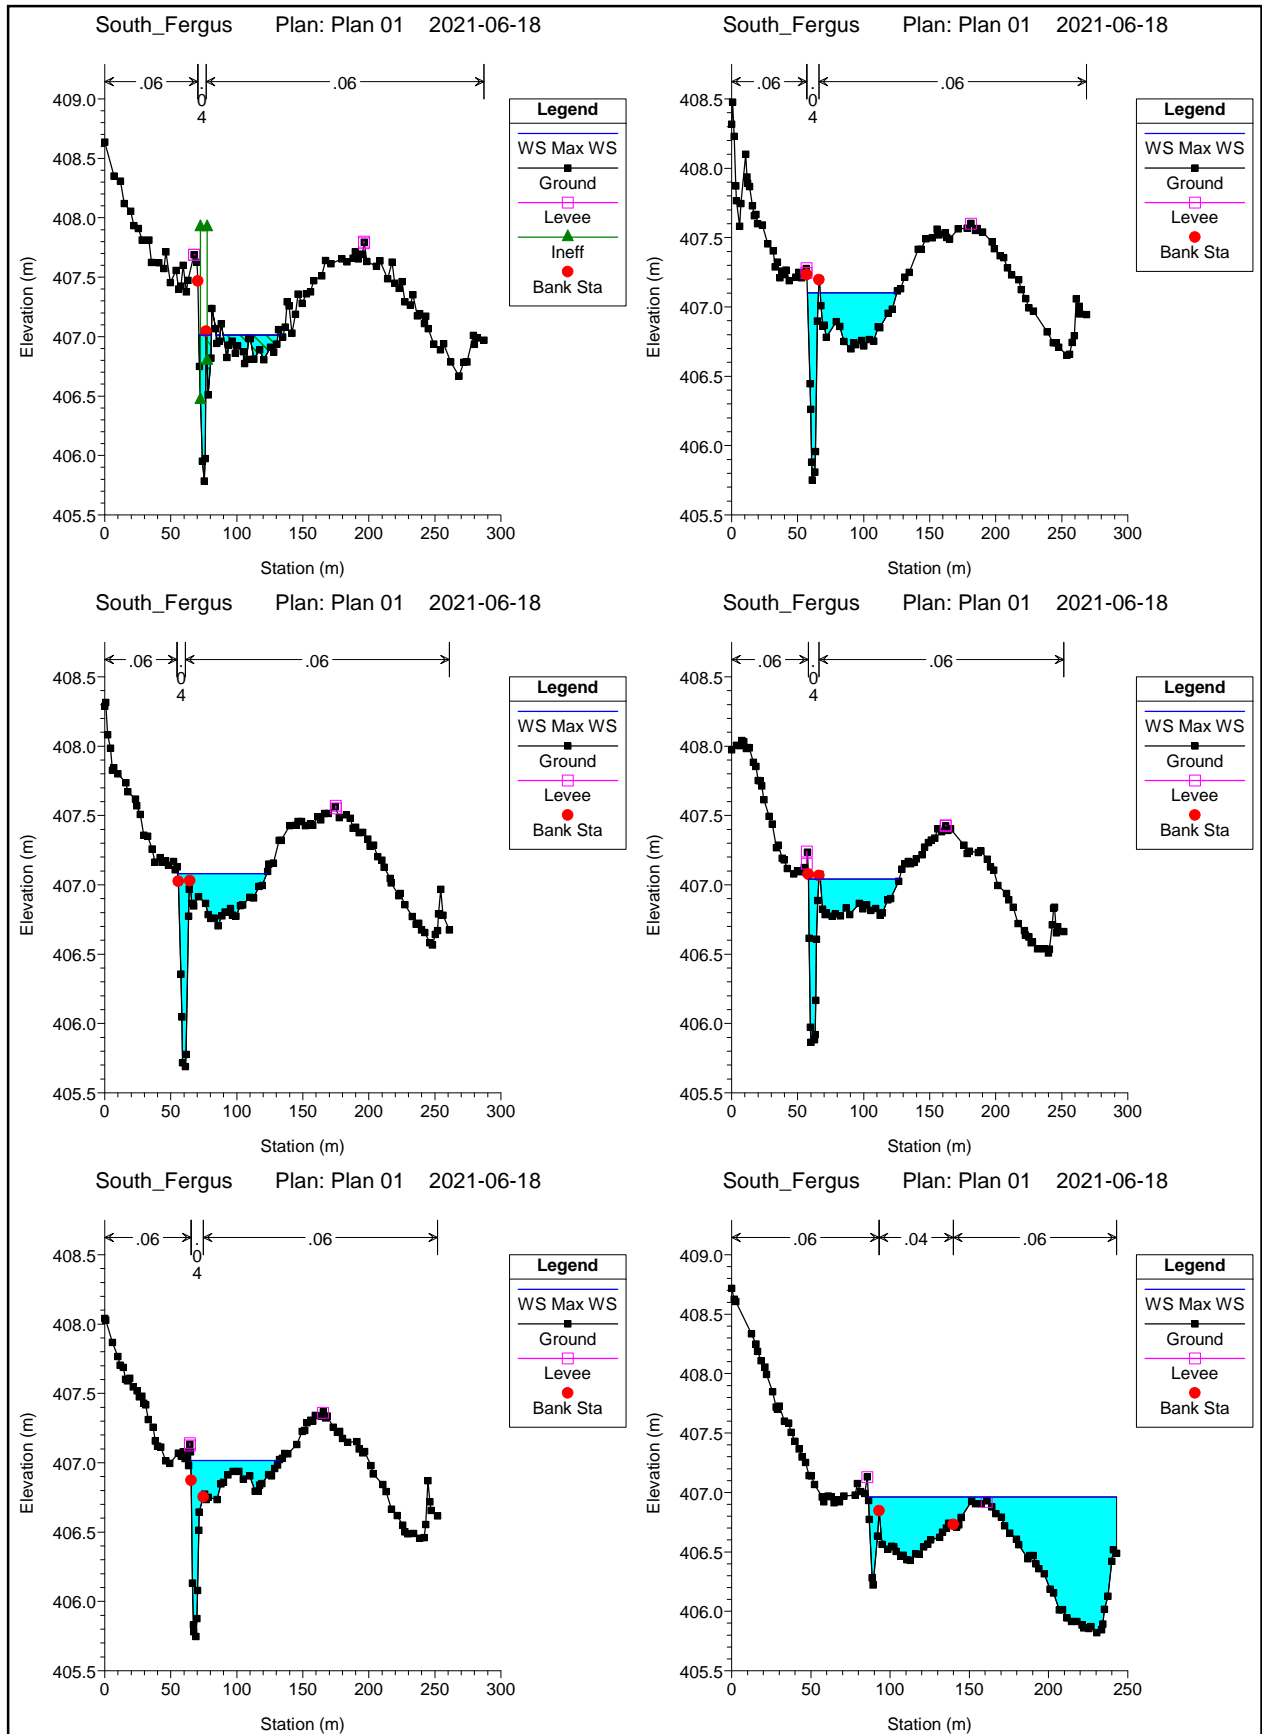 South_Fergus Plan: Plan 01 2021-06-18
.06 .04 .06
Legend
WS Max WS
Ground
Levee
Ineff
Bank Sta
Elevation (m)
409.0
408.5
408.0
407.5
407.0
406.5
406.0
405.5
0 50 100 150 200 250 300
Station (m)
South_Fergus Plan: Plan 01 2021-06-18
.06 .04 .06
Legend
WS Max WS
Ground
Levee
Bank Sta
Elevation (m)
408.5
408.0
407.5
407.0
406.5
406.0
405.5
0 50 100 150 200 250 300
Station (m)
South_Fergus Plan: Plan 01 2021-06-18
.06 .04 .06
Legend
WS Max WS
Ground
Levee
Bank Sta
Elevation (m)
408.5
408.0
407.5
407.0
406.5
406.0
405.5
0 50 100 150 200 250 300
Station (m)
South_Fergus Plan: Plan 01 2021-06-18
.06 .04 .06
Legend
WS Max WS
Ground
Levee
Bank Sta
Elevation (m)
408.5
408.0
407.5
407.0
406.5
406.0
405.5
0 50 100 150 200 250 300
Station (m)
South_Fergus Plan: Plan 01 2021-06-18
.06 .04 .06
Legend
WS Max WS
Ground
Levee
Bank Sta
Elevation (m)
408.5
408.0
407.5
407.0
406.5
406.0
405.5
0 50 100 150 200 250 300
Station (m)
South_Fergus Plan: Plan 01 2021-06-18
.06 .04 .06
Legend
WS Max WS
Ground
Levee
Bank Sta
Elevation (m)
409.0
408.5
408.0
407.5
407.0
406.5
406.0
405.5
0 50 100 150 200 250
Station (m)